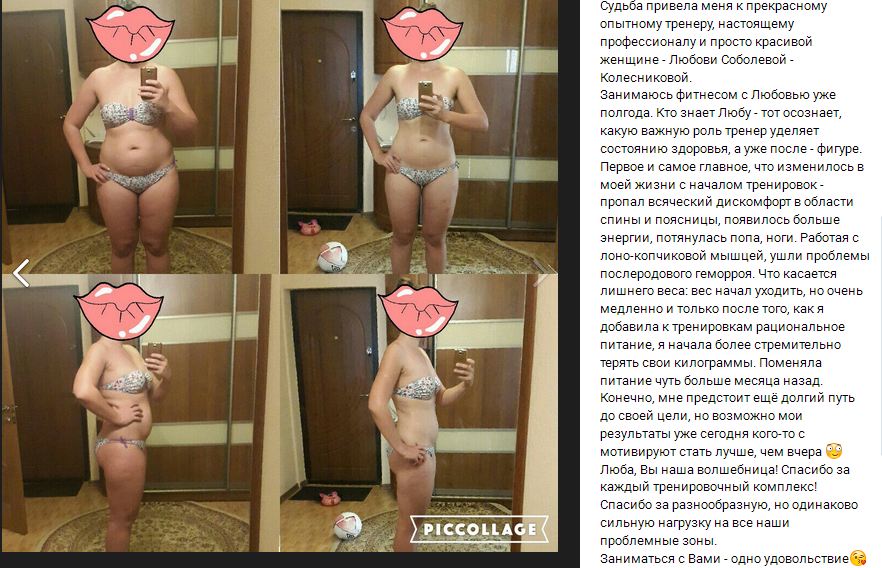 Судьба привела меня к прекрасному
опытному тренеру, настоящему
профессионалу и просто красивой
женщине - Любови Соболевой -
Колесниковой.
Занимаюсь фитнесом с Любовью уже
полгода. Кто знает Любу - тот осознает,
какую важную роль тренер уделяет
состоянию здоровья, а уже после - фигуре.
Первое и самое главное, что изменилось в
моей жизни с началом тренировок -
пропал всяческий дискомфорт в области
спины и поясницы, появилось больше
энергии, потянулась попа, ноги. Работая с
лоно-копчиковой мышцей, ушли проблемы
послеродового геморроя. Что касается
лишнего веса: вес начал уходить, но очень
медленно и только после того, как я
добавила к тренировкам рациональное
питание, я начала более стремительно
терять свои килограммы. Поменяла
питание чуть больше месяца назад.
Конечно, мне предстоит ещё долгий путь
до своей цели, но возможно мои
результаты уже сегодня кого-то с
мотивируют стать лучше, чем вчера 🙄
Люба, Вы наша волшебница! Спасибо за
каждый тренировочный комплекс!
Спасибо за разнообразную, но одинаково
сильную нагрузку на все наши
проблемные зоны.
Заниматься с Вами - одно удовольствие😘
PICCOLLAGE